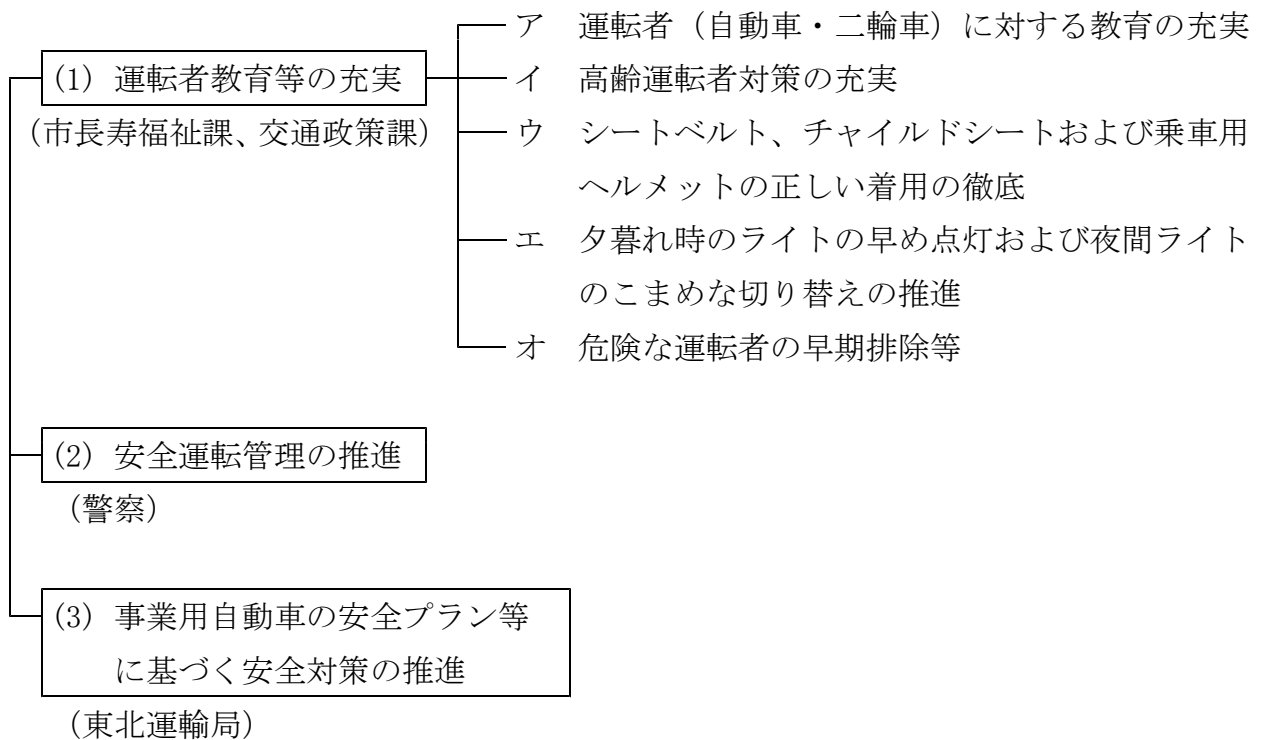 ア 運転者（自動車・二輪車）に対する教育の充実
(1) 運転者教育等の充実
イ 高齢運転者対策の充実
（市長寿福祉課、交通政策課）
ウ シートベルト、チャイルドシートおよび乗車用
ヘルメットの正しい着用の徹底
エ 夕暮れ時のライトの早め点灯および夜間ライト
のこまめな切り替えの推進
オ 危険な運転者の早期排除等
(2) 安全運転管理の推進
（警察）
(3) 事業用自動車の安全プラン等
に基づく安全対策の推進
（東北運輸局）